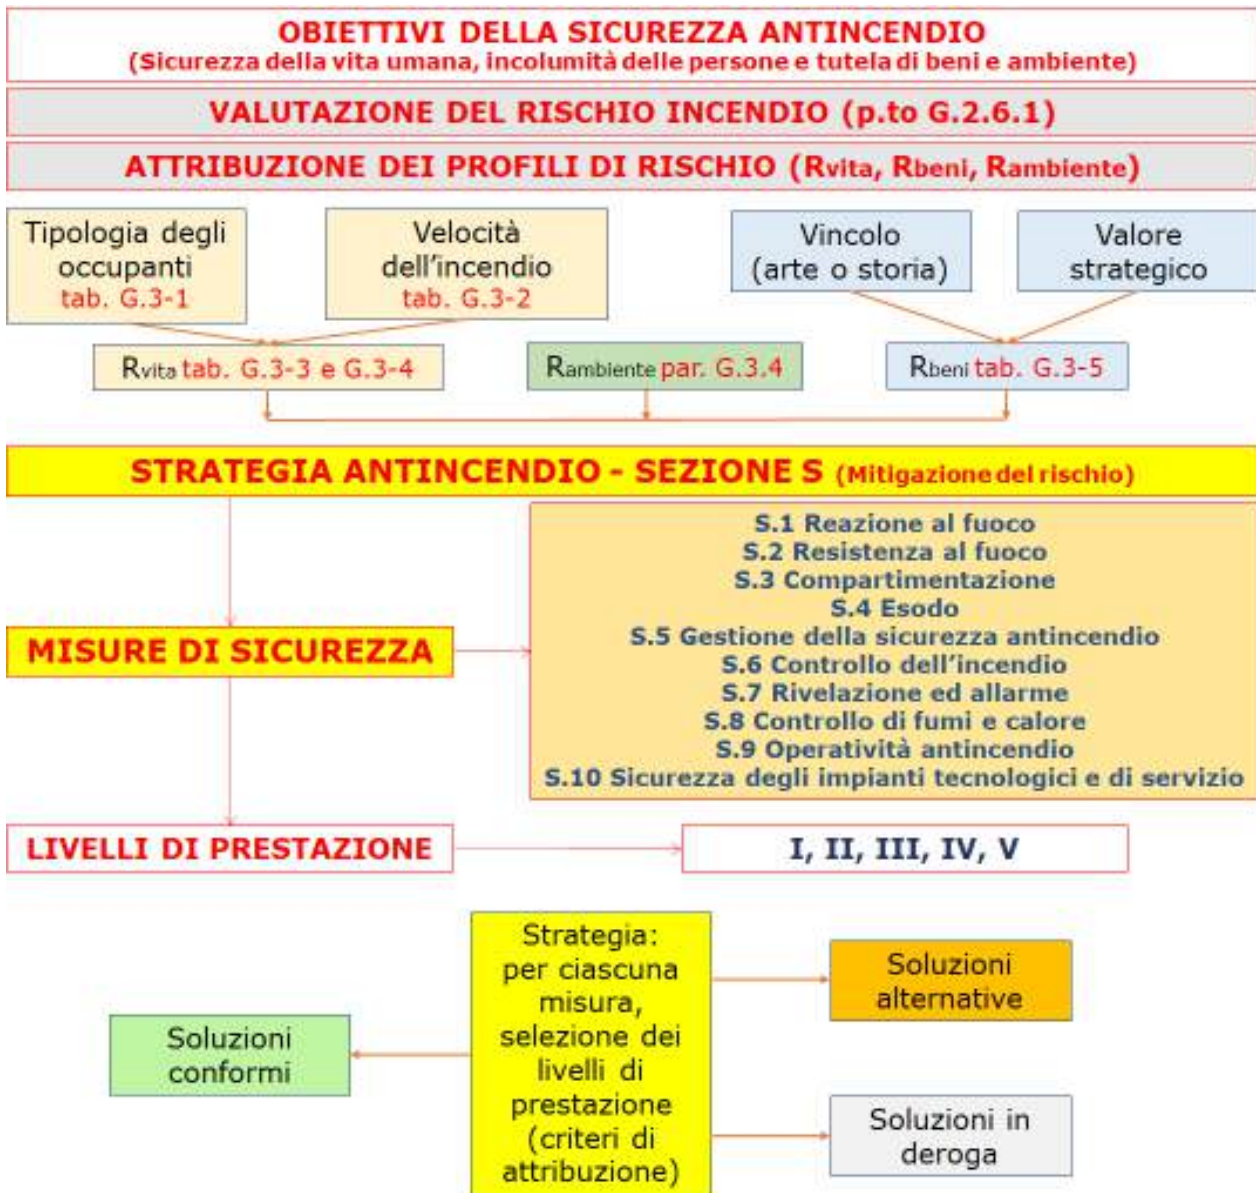 OBIETTIVI DELLA SICUREZZA ANTINCENDIO
(Sicurezza della vita umana, incolumità delle persone e tutela di beni e ambiente)
VALUTAZIONE DEL RISCHIO INCENDIO (p.to G.2.6.1)
ATTRIBUZIONE DEI PROFILI DI RISCHIO (Rvita, Rbeni, Rambiente)
Tipologia degli
occupanti
tab. G.3-1
Velocità
dell'incendio
tab. G.3-2
Vincolo
(arte o storia)
Valore
strategico
Rvita tab. G.3-3 e G.3-4
Rambiente par. G.3.4
Rbeni tab. G.3-5
STRATEGIA ANTINCENDIO - SEZIONE S (Mitigazione del rischio)
S.1 Reazione al fuoco
S.2 Resistenza al fuoco
S.3 Compartimentazione
S.4 Esodo
S.5 Gestione della sicurezza antincendio
S.6 Controllo dell'incendio
S.7 Rivelazione ed allarme
S.8 Controllo di fumi e calore
S.9 Operatività antincendio
S.10 Sicurezza degli impianti tecnologici e di servizio
MISURE DI SICUREZZA
LIVELLI DI PRESTAZIONE
I, II, III, IV, V
Strategia:
per ciascuna
misura,
selezione dei
livelli di
prestazione
(criteri di
attribuzione)
Soluzioni
conformi
Soluzioni
alternative
Soluzioni in
deroga